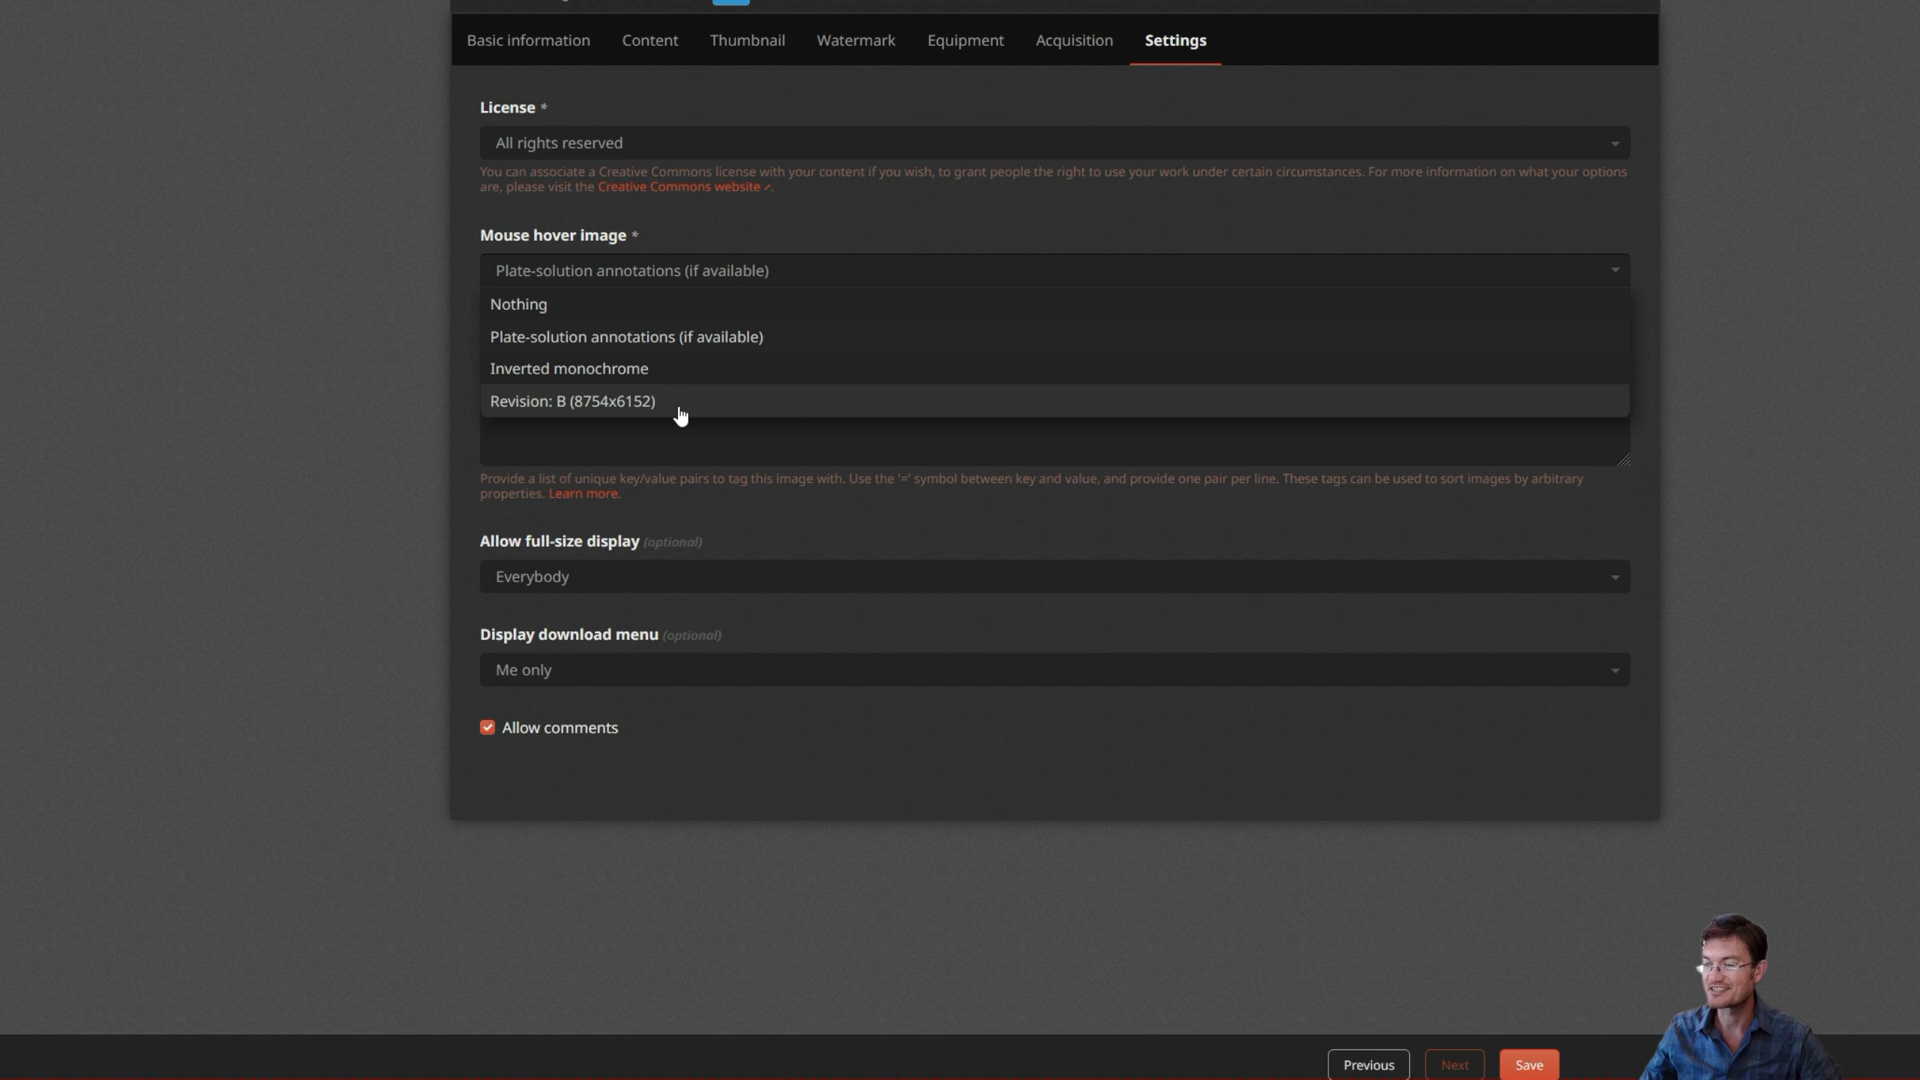 Basic information Content Thumbnail Watermark Equipment Acquisition Settings
License *
All rights reserved
You can associate a Creative Commons license with your content if you wish, to grant people the right to use your work under certain circumstances. For more information on what your options
are, please visit the Creative Commons website.
Mouse hover image *
Plate-solution annotations (if available)
Nothing
Plate-solution annotations (if available)
Inverted monochrome
Revision: B (8754x6152)
Provide a list of unique key/value pairs to tag this image with. Use the '=' symbol between key and value, and provide one pair per line. These tags can be used to sort images by arbitrary
properties. Learn more.
Allow full-size display (optional)
Everybody
Display download menu (optional)
Me only
Allow comments
Previous Next Save